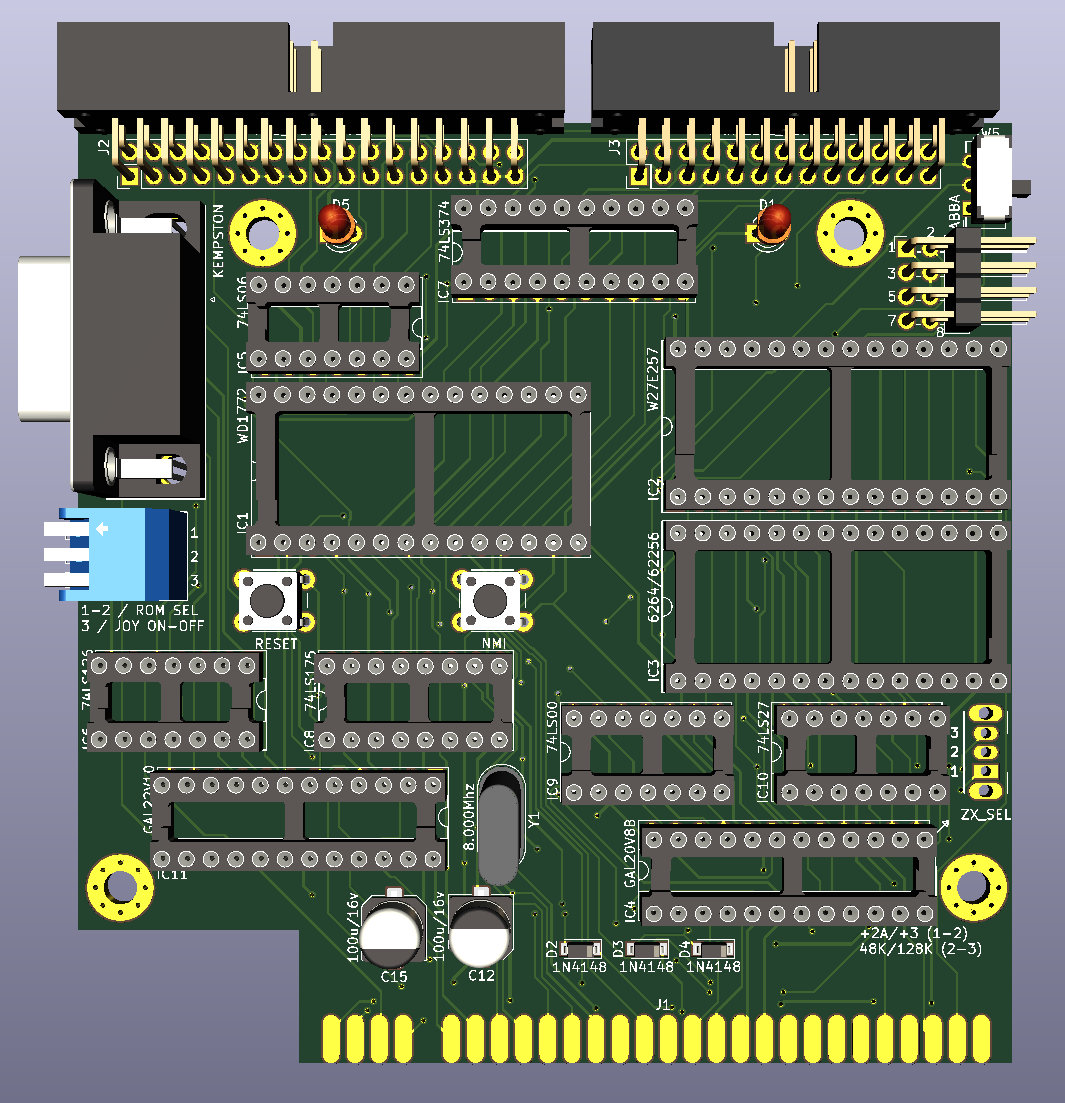 J2
J3
W5
ABBA
KEMPSTON
D5
74LS374
IC7
D1
2
1
3
5
7
8
74LS06
IC5
WD1772
IC1
W27E257
IC2
6264/62256
IC3
1
2
3
1-2 / ROM SEL
3 / JOY ON-OFF
RESET
NMI
74LS175
IC8
74LS00
IC9
74LS27
IC10
3
2
1
ZX_SEL
IC11
8.000Mhz
Y1
GAL20V8B
IC4
+2A/+3 (1-2)
48K/128K (2-3)
100u/16v
C15
100u/16v
C12
D2
1N4148
D3
1N4148
D4
1N4148
J1